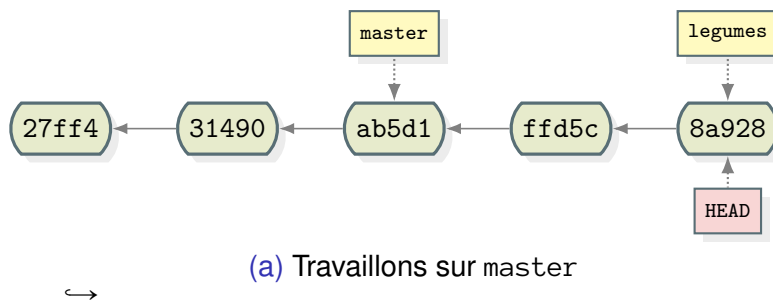 master legumes
27ff4 31490 ab5d1 ffd5c 8a928
HEAD
(a) Travaillons sur master
↪